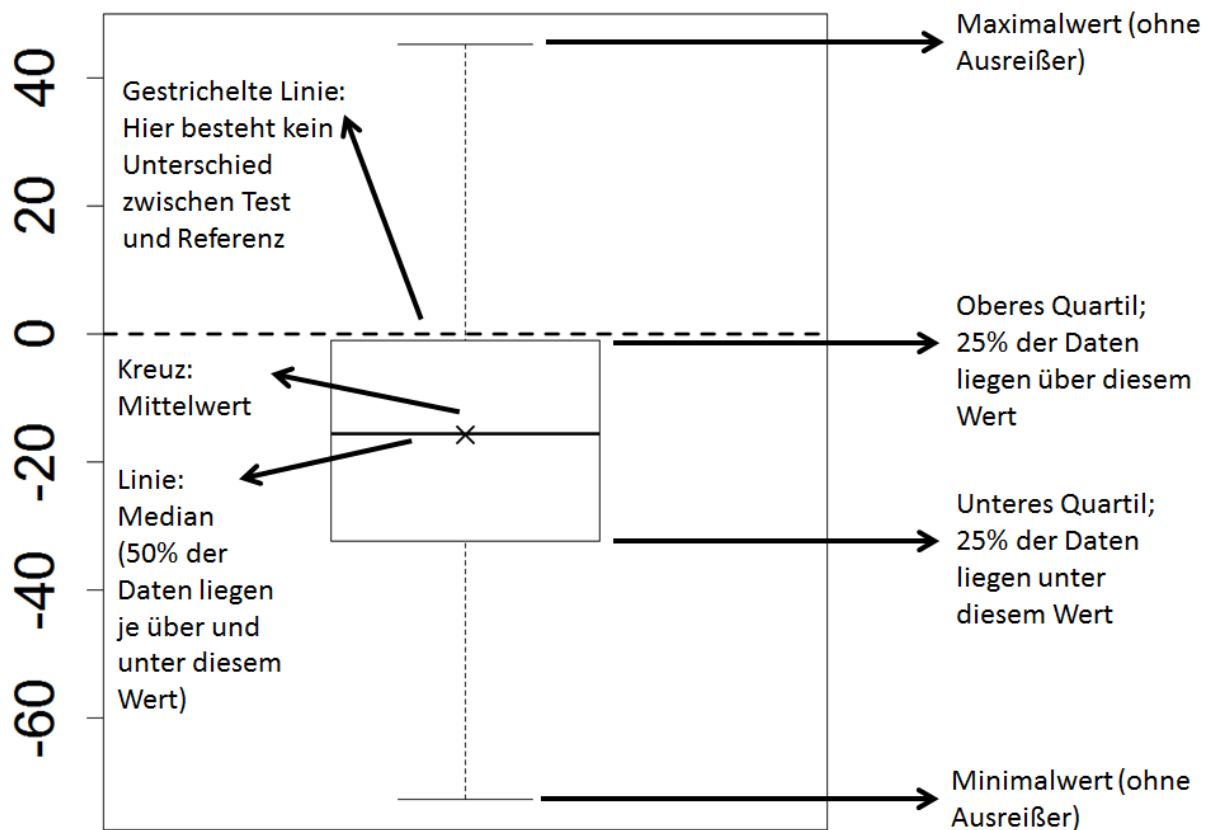 40
20
0
-20
-40
-60
Gestrichelte Linie:
Hier besteht kein
Unterschied
zwischen Test
und Referenz
Kreuz:
Mittelwert
Linie:
Median
(50% der
Daten liegen
je über und
unter diesem
Wert)
Maximalwert (ohne
Ausreißer)
Oberes Quartil;
25% der Daten
liegen über diesem
Wert
Unteres Quartil;
25% der Daten
liegen unter
diesem Wert
Minimalwert (ohne
Ausreißer)